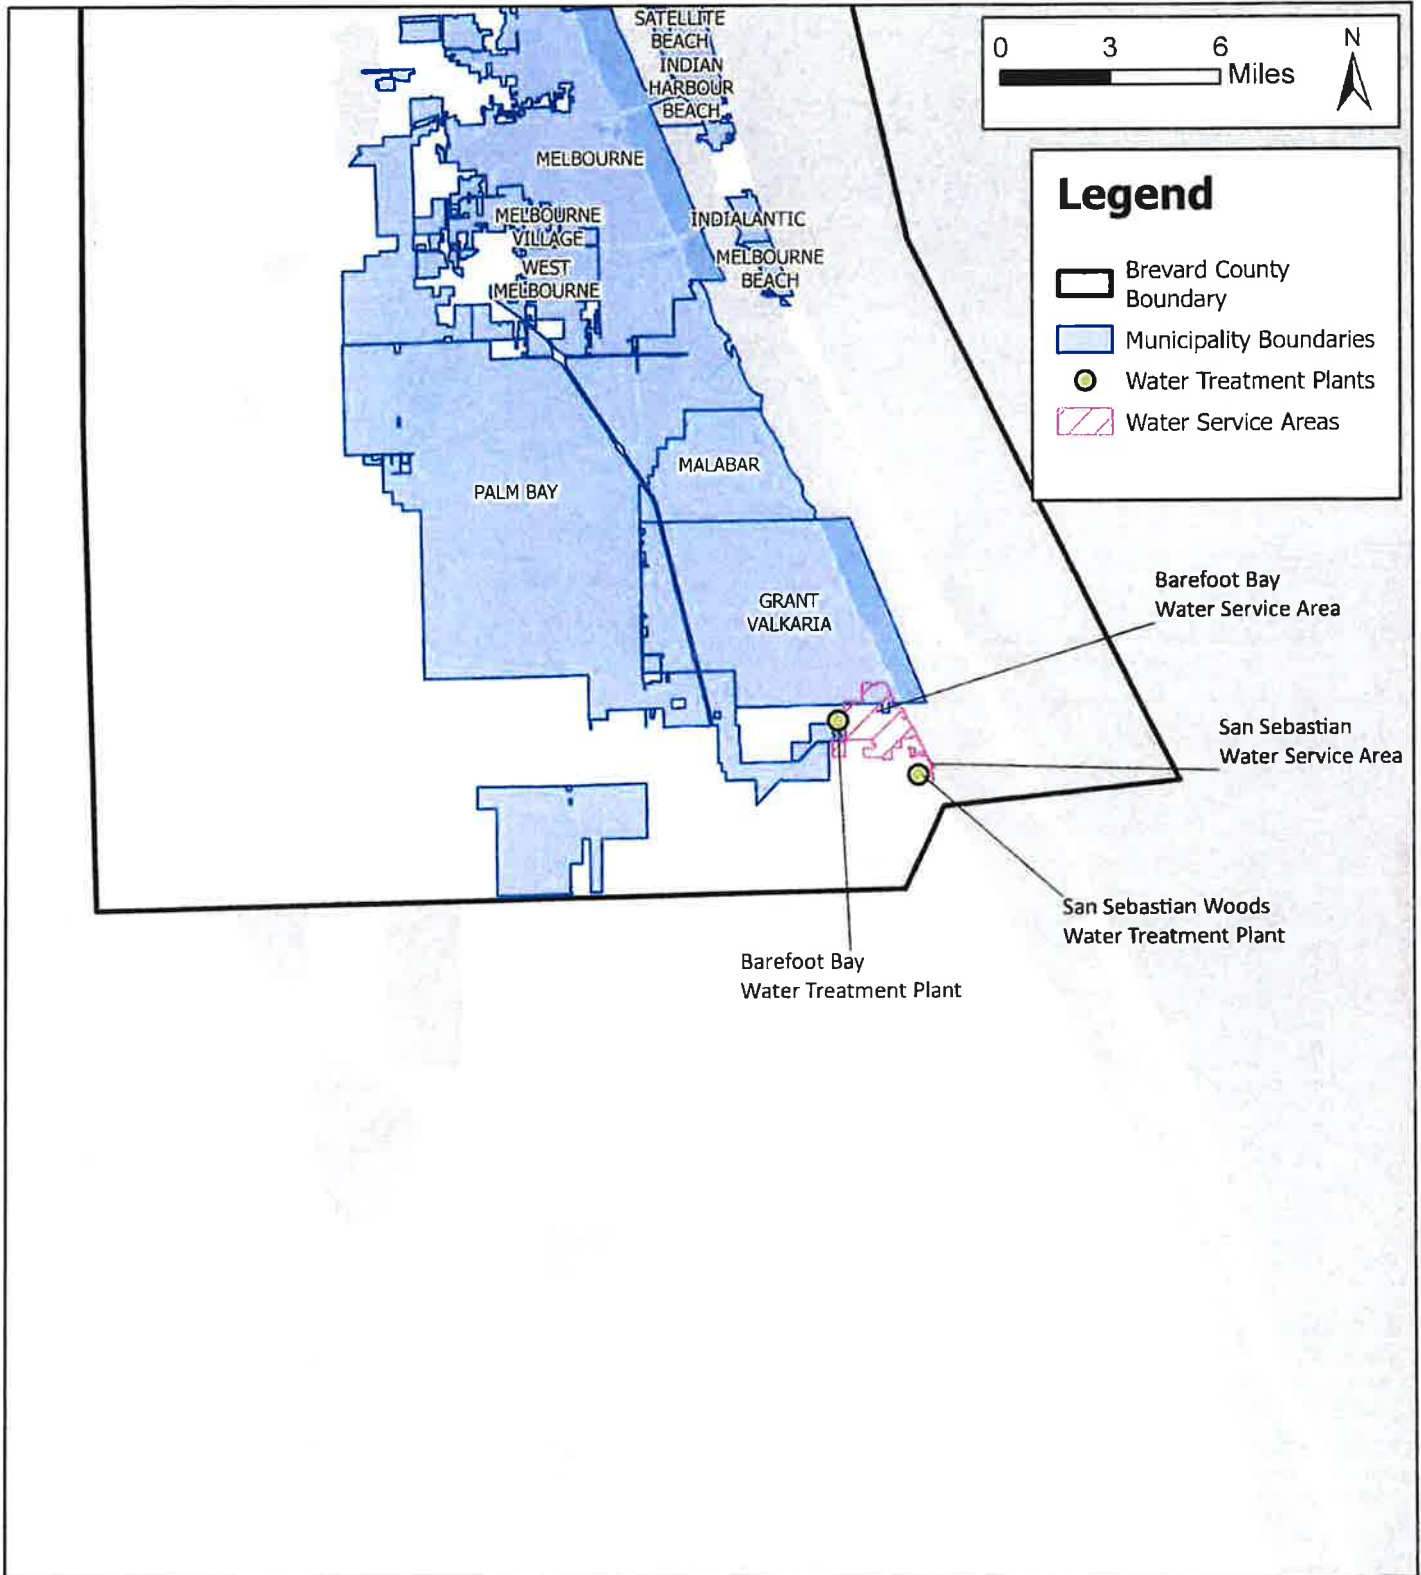 SATELLITE
BEACH
INDIAN
HARBOUR
BEACH
MELBOURNE
MELBOURNE
VILLAGE
WEST
MELBOURNE
INDIALANTIC
MELBOURNE
BEACH
PALM BAY
MALABAR
GRANT
VALKARIA
0 3 6
Miles
N
Legend
Brevard County
Boundary
Municipality Boundaries
Water Treatment Plants
Water Service Areas
Barefoot Bay
Water Service Area
San Sebastian
Water Service Area
San Sebastian Woods
Water Treatment Plant
Barefoot Bay
Water Treatment Plant